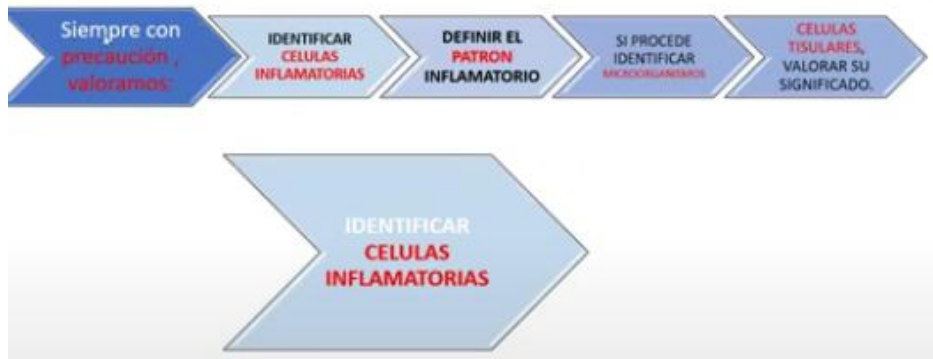 Siempre con
precaución ,
valoramos:
IDENTIFICAR
CELULAS
INFLAMATORIAS
DEFINIR EL
PATRON
INFLAMATORIO
SI PROCEDE
IDENTIFICAR
MICROORGANISMOS
CELULAS
TISULARES,
VALORAR SU
SIGNIFICADO.
IDENTIFICAR
CELULAS
INFLAMATORIAS